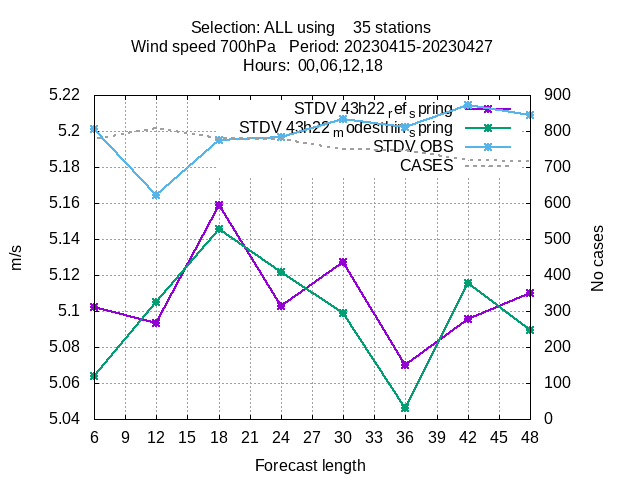 Selection: ALL using 35 stations
Wind speed 700hPa Period: 20230415-20230427
Hours: 00,06,12,18
5.22
5.2
5.18
5.16
5.14
5.12
5.1
5.08
5.06
5.04
m/s
STDV 43h22_ref_spring
STDV 43h22_modesthin_spring
STDV OBS
CASES
900
800
700
600
500
400
300
200
100
0
No cases
6 9 12 15 18 21 24 27 30 33 36 39 42 45 48
Forecast length